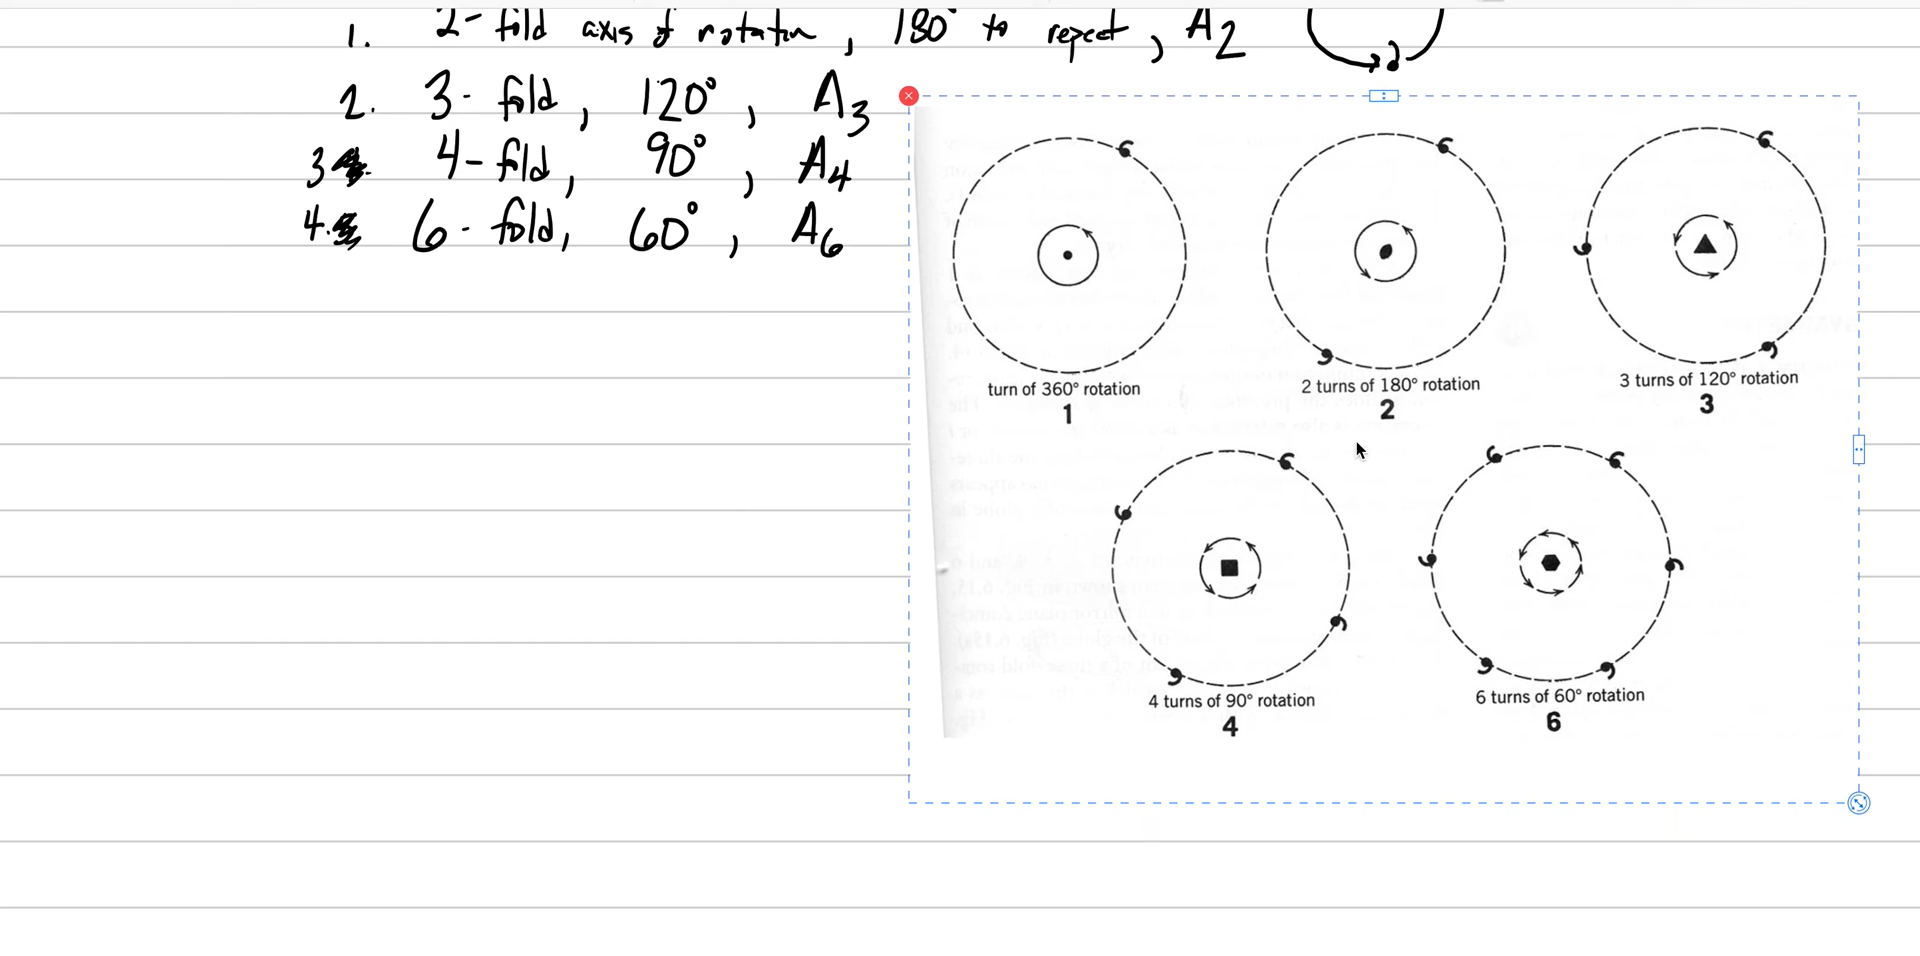 1. 2-fold axis of rotation, 180° to repeat, A2
2. 3-fold, 120°, A3
3. 4-fold, 90°, A4
4. 6-fold, 60°, A6
turn of 360° rotation
1
2 turns of 180° rotation
2
3 turns of 120° rotation
3
4 turns of 90° rotation
4
6 turns of 60° rotation
6